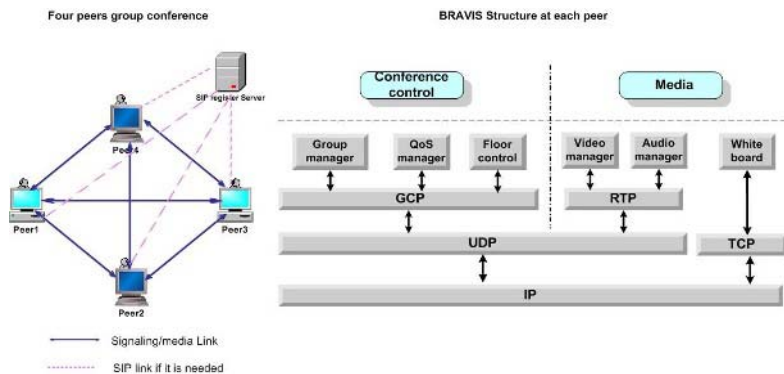 Four peers group conference
SIP register Server
Peer4
Peer1
Peer3
Peer2
Signaling/media Link
SIP link if it is needed
BRAVIS Structure at each peer
Conference
control
Media
Group
manager
QoS
manager
Floor
control
Video
manager
Audio
manager
White
board
GCP
RTP
UDP
TCP
IP